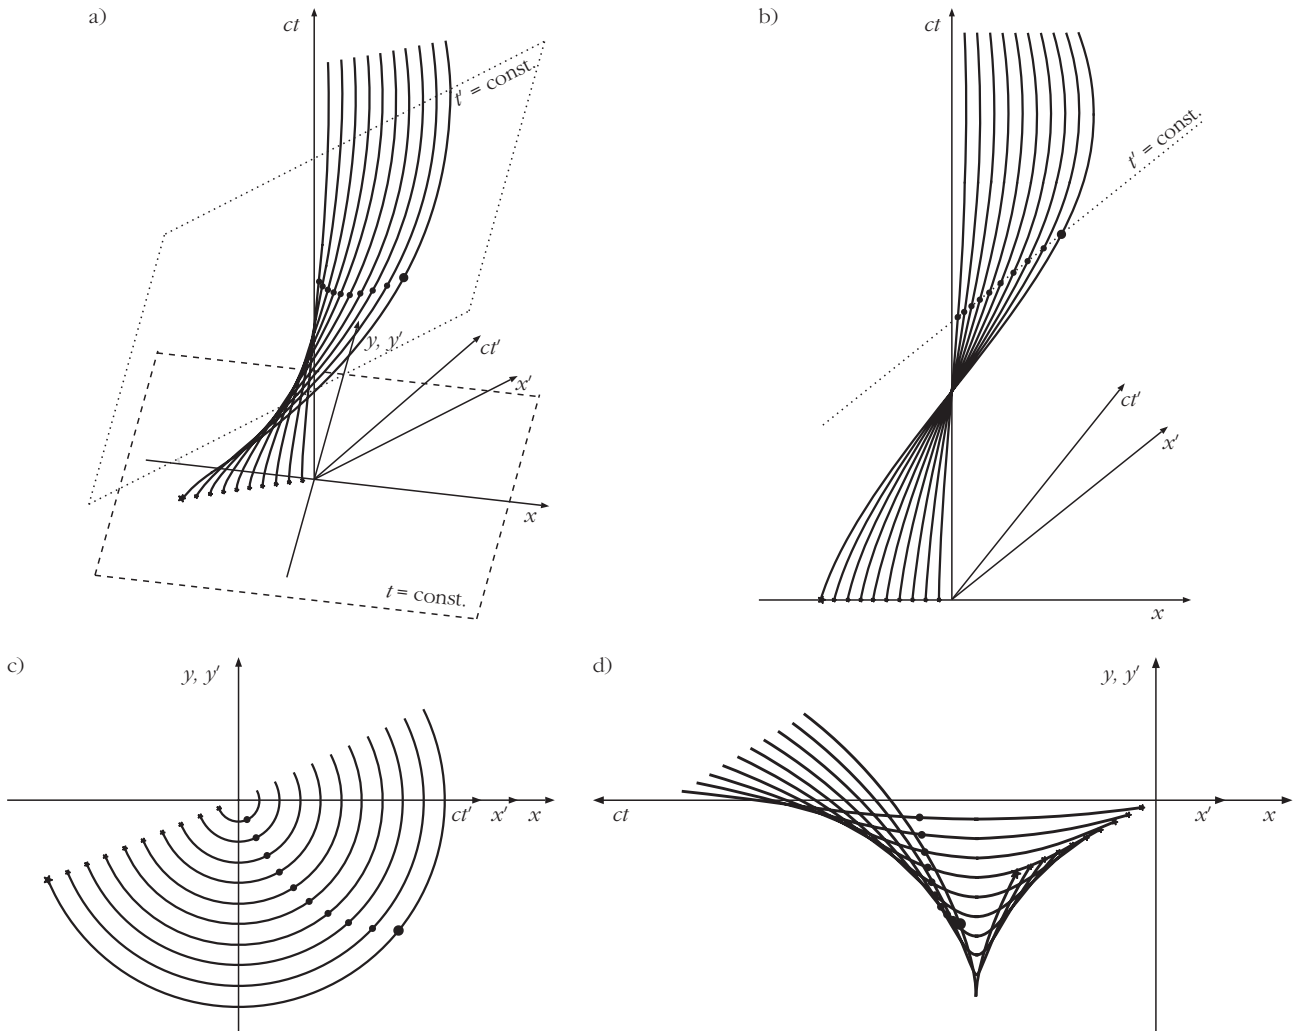 a)
ct
t′ = const.
y, y′
ct′
x′
x
t = const.
b)
ct
t′ = const.
ct′
x′
x
c)
y, y′
ct′
x′
x
d)
y, y′
ct
x′
x